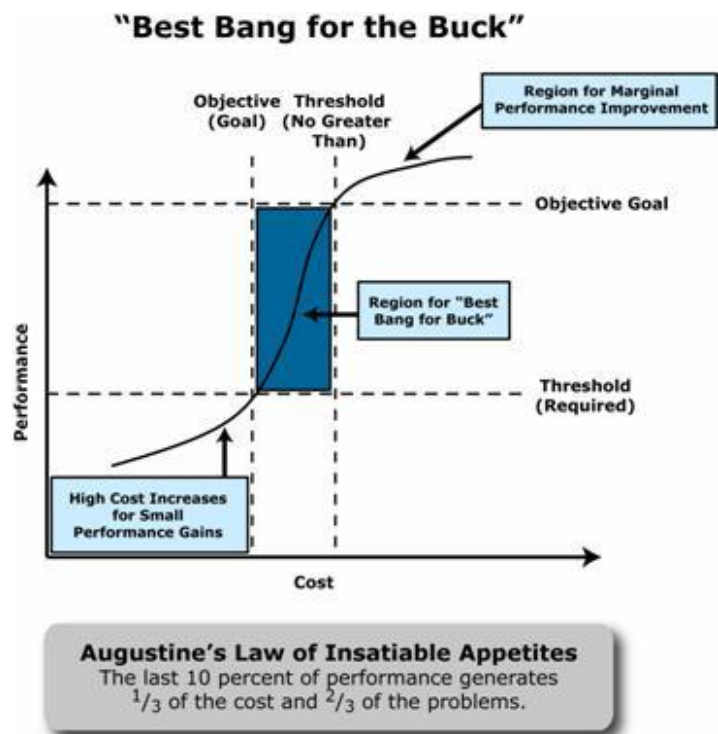 “Best Bang for the Buck”
Objective
(Goal)
Threshold
(No Greater
Than)
Region for Marginal
Performance Improvement
Objective Goal
Region for “Best
Bang for Buck”
Threshold
(Required)
Performance
High Cost Increases
for Small
Performance Gains
Cost
Augustine’s Law of Insatiable Appetites
The last 10 percent of performance generates
1/3 of the cost and 2/3 of the problems.